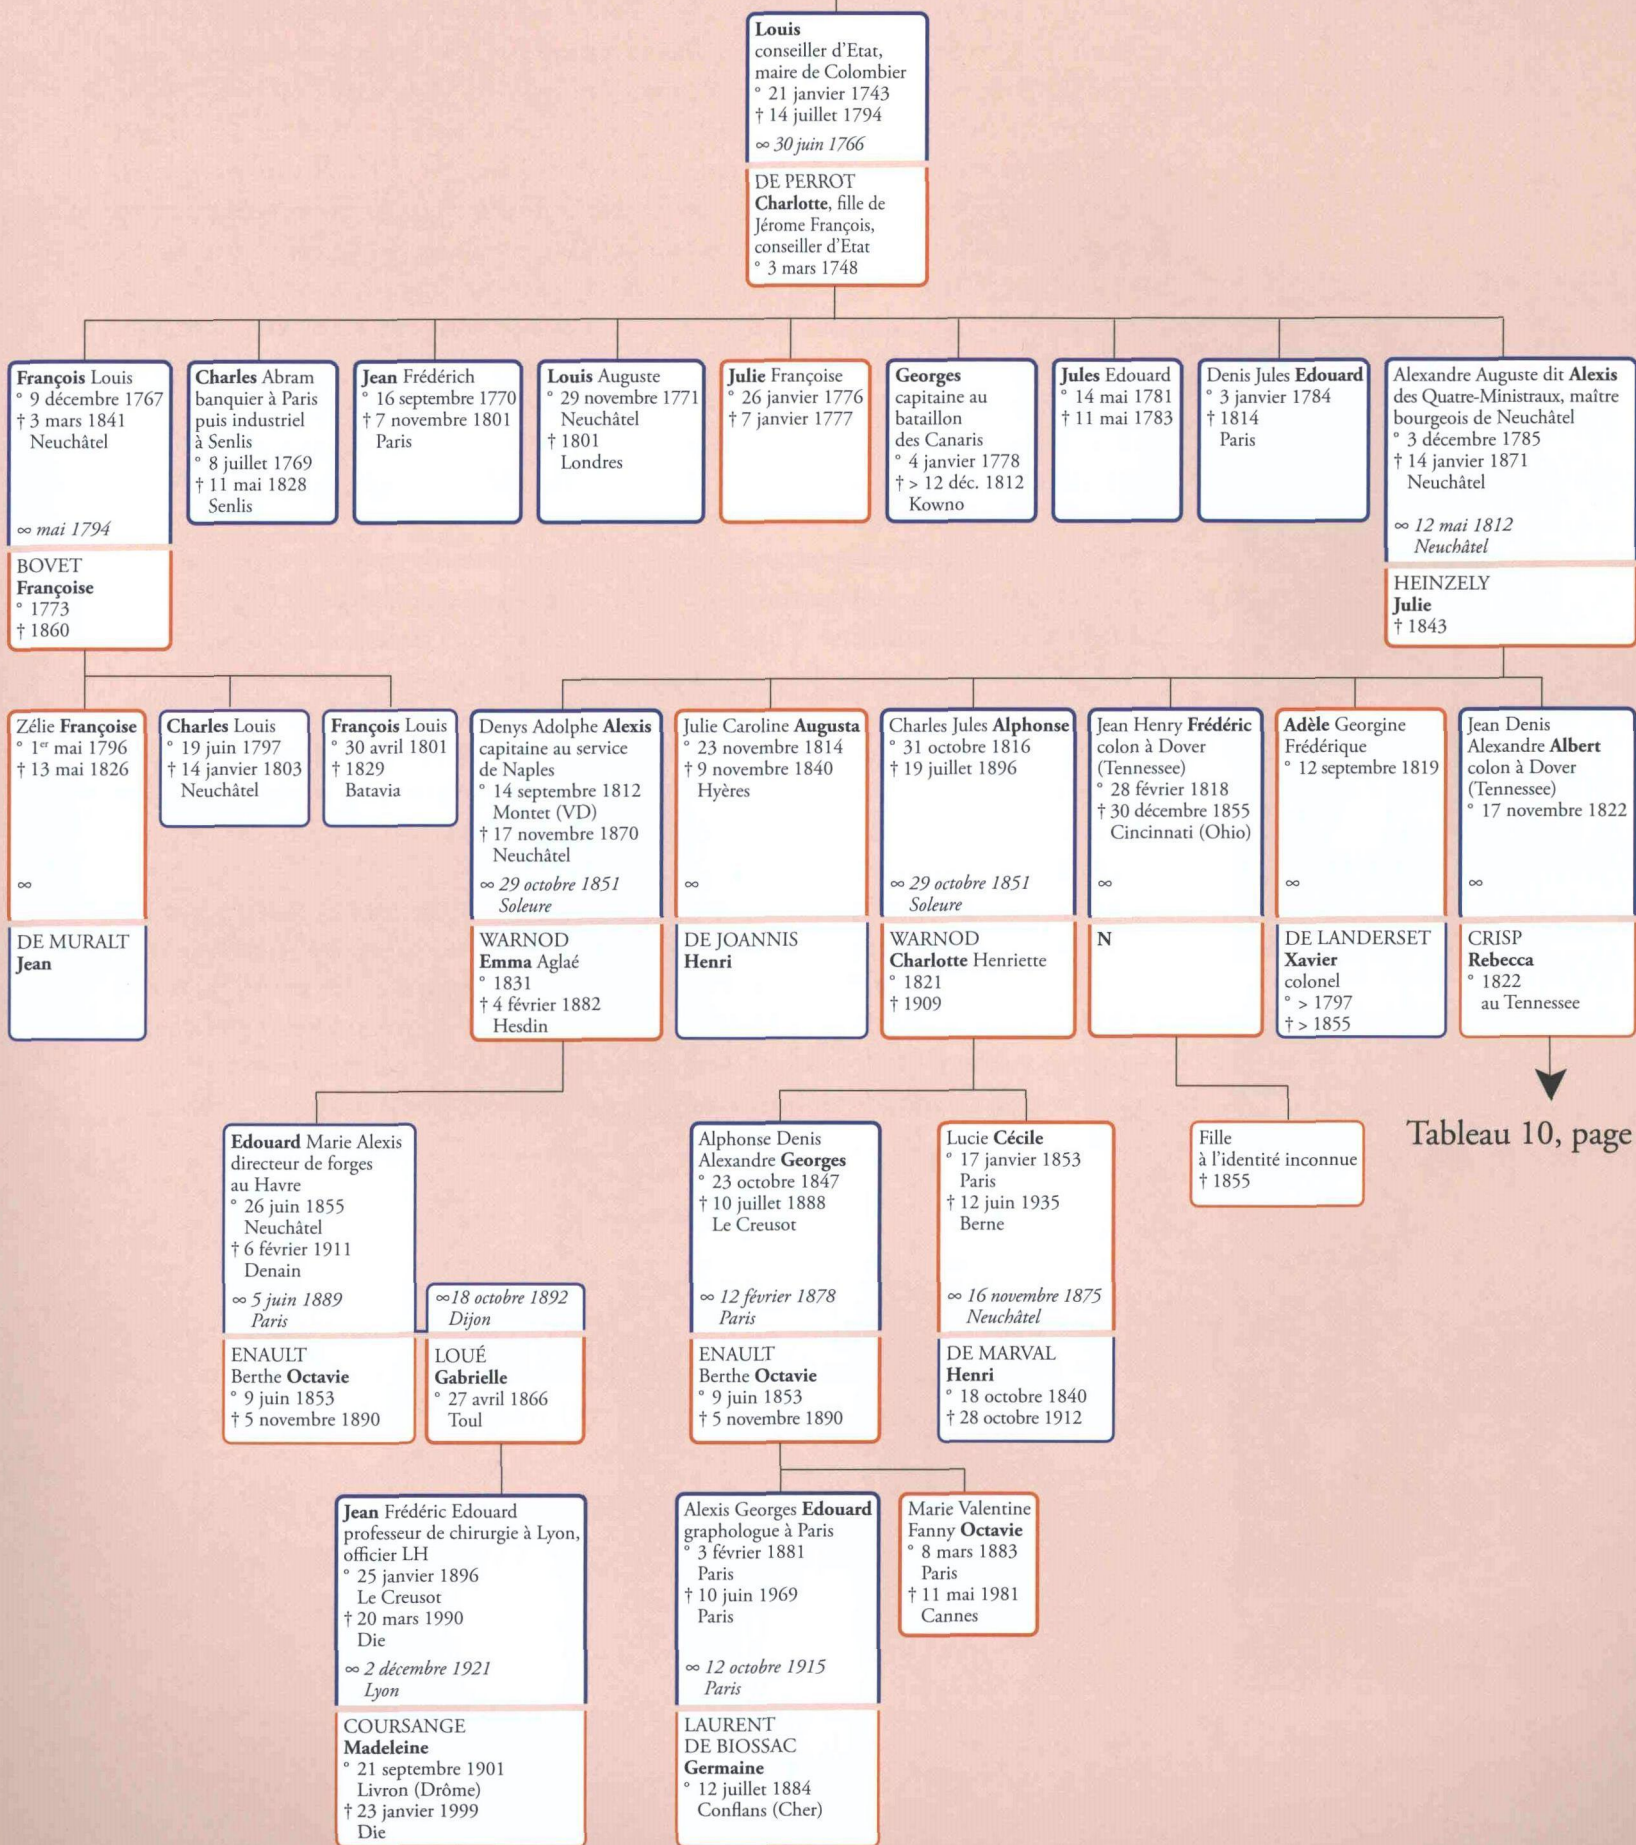 Louis
conseiller d'Etat,
maire de Colombier
° 21 janvier 1743
† 14 juillet 1794
∞ 30 juin 1766
DE PERROT
Charlotte, fille de
Jérome François,
conseiller d'Etat
° 3 mars 1748
François Louis
° 9 décembre 1767
† 3 mars 1841
Neuchâtel
∞ mai 1794
BOVET
Françoise
° 1773
† 1860
Charles Abram
banquier à Paris
puis industriel
à Senlis
° 8 juillet 1769
† 11 mai 1828
Senlis
Jean Frédérich
° 16 septembre 1770
† 7 novembre 1801
Paris
Louis Auguste
° 29 novembre 1771
Neuchâtel
† 1801
Londres
Julie Françoise
° 26 janvier 1776
† 7 janvier 1777
Georges
capitaine au
bataillon
des Canaris
° 4 janvier 1778
† > 12 déc. 1812
Kowno
Jules Edouard
° 14 mai 1781
† 11 mai 1783
Denis Jules Edouard
° 3 janvier 1784
† 1814
Paris
Alexandre Auguste dit Alexis
des Quatre-Ministraux, maître
bourgeois de Neuchâtel
° 3 décembre 1785
† 14 janvier 1871
Neuchâtel
∞ 12 mai 1812
Neuchâtel
HEINZELY
Julie
† 1843
Zélie Françoise
° 1er mai 1796
† 13 mai 1826
∞
DE MURALT
Jean
Charles Louis
° 19 juin 1797
† 14 janvier 1803
Neuchâtel
François Louis
° 30 avril 1801
† 1829
Batavia
Denys Adolphe Alexis
capitaine au service
de Naples
° 14 septembre 1812
Montet (VD)
† 17 novembre 1870
Neuchâtel
∞ 29 octobre 1851
Soleure
WARNOD
Emma Aglaé
° 1831
† 4 février 1882
Hesdin
Julie Caroline Augusta
° 23 novembre 1814
† 9 novembre 1840
Hyères
∞
DE JOANNIS
Henri
Charles Jules Alphonse
° 31 octobre 1816
† 19 juillet 1896
∞ 29 octobre 1851
Soleure
WARNOD
Charlotte Henriette
° 1821
† 1909
Jean Henry Frédéric
colon à Dover
(Tennessee)
° 28 février 1818
† 30 décembre 1855
Cincinnati (Ohio)
∞
N
Adèle Georgine
Frédérique
° 12 septembre 1819
∞
DE LANDERSET
Xavier
colonel
° > 1797
† > 1855
Jean Denis
Alexandre Albert
colon à Dover
(Tennessee)
° 17 novembre 1822
∞
CRISP
Rebecca
° 1822
au Tennessee
Tableau 10, page
Edouard Marie Alexis
directeur de forges
au Havre
° 26 juin 1855
Neuchâtel
† 6 février 1911
Denain
∞ 5 juin 1889
Paris
ENAULT
Berthe Octavie
° 9 juin 1853
† 5 novembre 1890
∞ 18 octobre 1892
Dijon
LOUÉ
Gabrielle
° 27 avril 1866
Toul
Alphonse Denis
Alexandre Georges
° 23 octobre 1847
† 10 juillet 1888
Le Creusot
∞ 12 février 1878
Paris
ENAULT
Berthe Octavie
° 9 juin 1853
† 5 novembre 1890
Lucie Cécile
° 17 janvier 1853
Paris
† 12 juin 1935
Berne
∞ 16 novembre 1875
Neuchâtel
DE MARVAL
Henri
° 18 octobre 1840
† 28 octobre 1912
Fille
à l'identité inconnue
† 1855
Jean Frédéric Edouard
professeur de chirurgie à Lyon,
officier LH
° 25 janvier 1896
Le Creusot
† 20 mars 1990
Die
∞ 2 décembre 1921
Lyon
COURSANGE
Madeleine
° 21 septembre 1901
Livron (Drôme)
† 23 janvier 1999
Die
Alexis Georges Edouard
graphologue à Paris
° 3 février 1881
Paris
† 10 juin 1969
Paris
∞ 12 octobre 1915
Paris
LAURENT
DE BIOSSAC
Germaine
° 12 juillet 1884
Conflans (Cher)
Marie Valentine
Fanny Octavie
° 8 mars 1883
Paris
† 11 mai 1981
Cannes